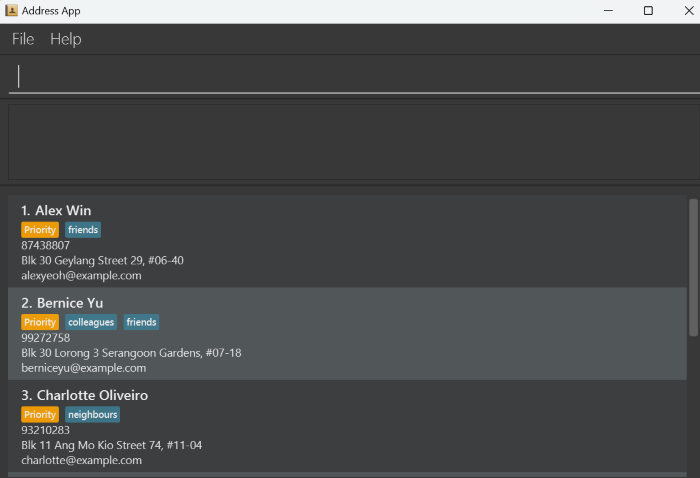 Address App
File Help
1. Alex Win
Priority friends
87438807
Blk 30 Geylang Street 29, #06-40
alexyeoh@example.com
2. Bernice Yu
Priority colleagues friends
99272758
Blk 30 Lorong 3 Serangoon Gardens, #07-18
berniceyu@example.com
3. Charlotte Oliveiro
Priority neighbours
93210283
Blk 11 Ang Mo Kio Street 74, #11-04
charlotte@example.com